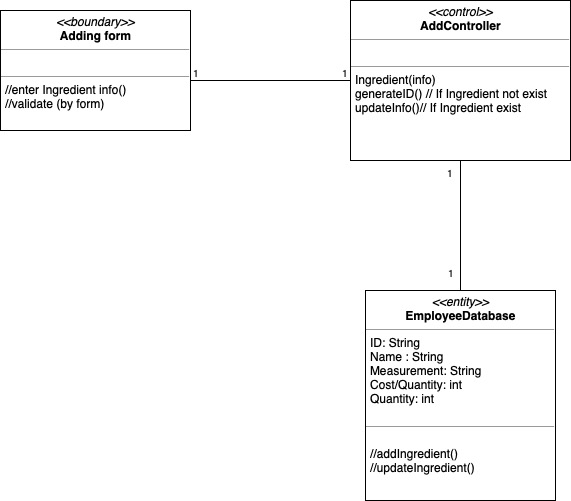 <<boundary>>
Adding form
//enter Ingredient info()
//validate (by form)
1
1
<<control>>
AddController
Ingredient(info)
generateID() // If Ingredient not exist
updateInfo()// If Ingredient exist
1
1
<<entity>>
EmployeeDatabase
ID: String
Name : String
Measurement: String
Cost/Quantity: int
Quantity: int
//addIngredient()
//updateIngredient()